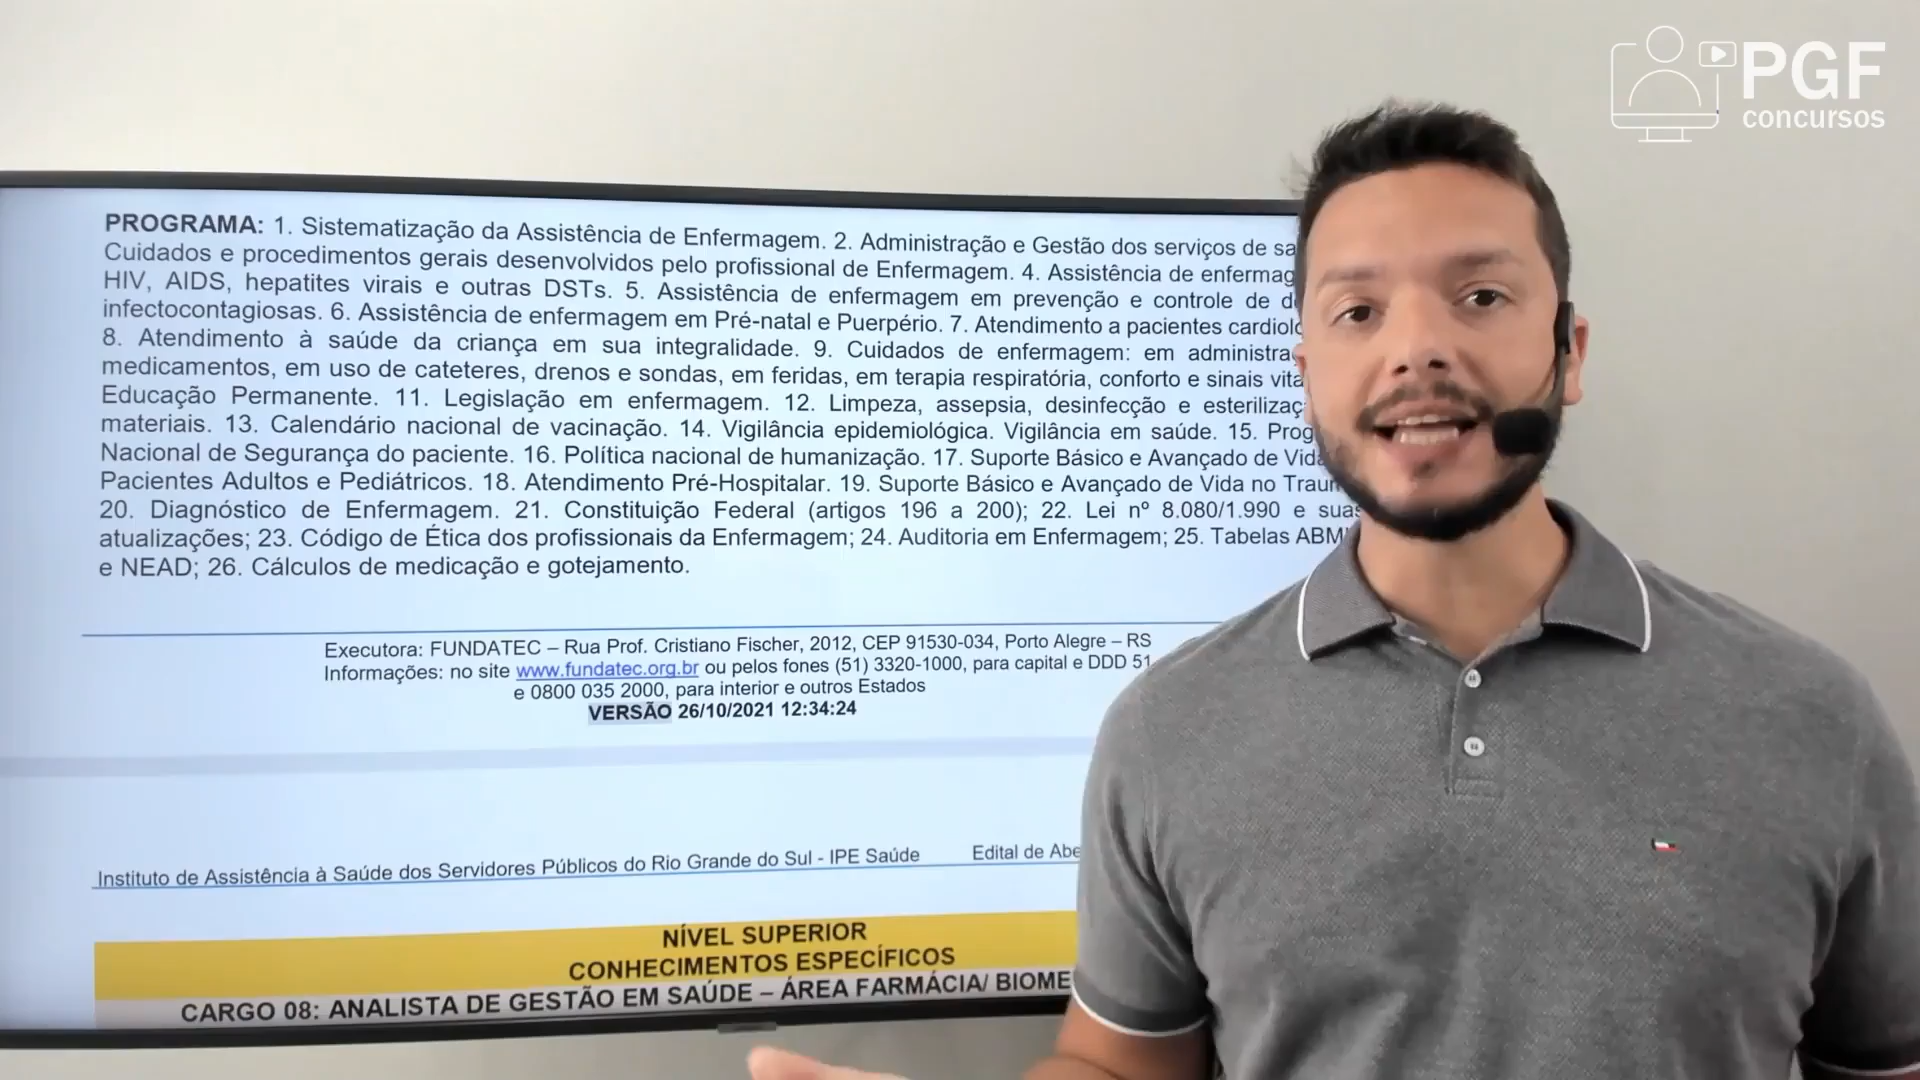 PGF
concursos
PROGRAMA: 1. Sistematização da Assistência de Enfermagem. 2. Administração e Gestão dos serviços de
Cuidados e procedimentos gerais desenvolvidos pelo profissional de Enfermagem. 4. Assistência de
HIV, AIDS, hepatites virais e outras DSTs. 5. Assistência de enfermagem em prevenção e controle de
infectocontagiosas. 6. Assistência de enfermagem em Pré-natal e Puerpério. 7. Atendimento a pacientes
8. Atendimento à saúde da criança em sua integralidade. 9. Cuidados de enfermagem: em
medicamentos, em uso de cateteres, drenos e sondas, em feridas, em terapia respiratória, conforto e sinais
Educação Permanente. 11. Legislação em enfermagem. 12. Limpeza, assepsia, desinfecção e
materiais. 13. Calendário nacional de vacinação. 14. Vigilância epidemiológica. Vigilância em saúde. 15.
Nacional de Segurança do paciente. 16. Política nacional de humanização. 17. Suporte Básico e Avançado de Vida
Pacientes Adultos e Pediátricos. 18. Atendimento Pré-Hospitalar. 19. Suporte Básico e Avançado de Vida no
20. Diagnóstico de Enfermagem. 21. Constituição Federal (artigos 196 a 200); 22. Lei nº 8.080/1.990 e suas
atualizações; 23. Código de Ética dos profissionais da Enfermagem; 24. Auditoria em Enfermagem; 25. Tabelas
e NEAD; 26. Cálculos de medicação e gotejamento.
Executora: FUNDATEC – Rua Prof. Cristiano Fischer, 2012, CEP 91530-034, Porto Alegre – RS
Informações: no site www.fundatec.org.br ou pelos fones (51) 3320-1000, para capital e DDD 51
e 0800 035 2000, para interior e outros Estados
VERSÃO 26/10/2021 12:34:24
Instituto de Assistência à Saúde dos Servidores Públicos do Rio Grande do Sul - IPE Saúde Edital de
NÍVEL SUPERIOR
CONHECIMENTOS ESPECÍFICOS
CARGO 08: ANALISTA DE GESTÃO EM SAÚDE – ÁREA FARMÁCIA/